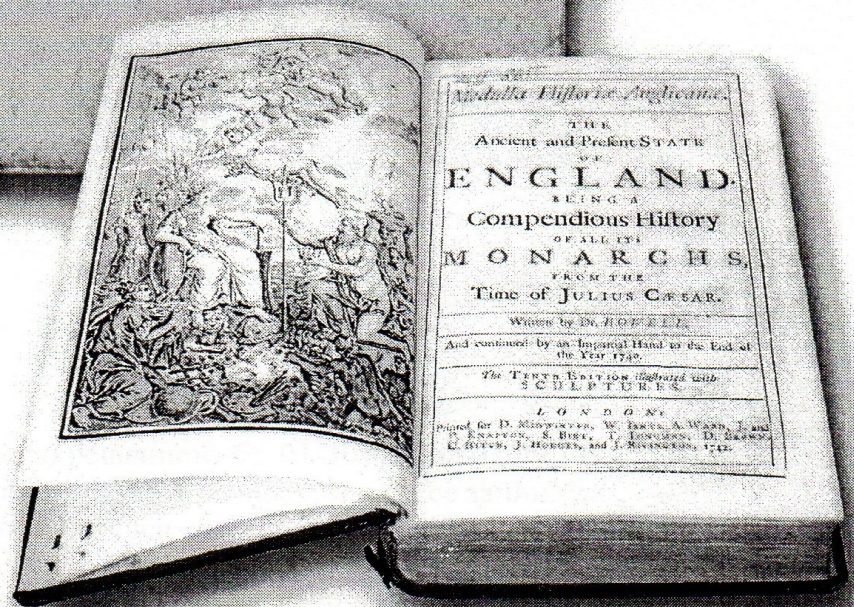 Medulla Hiſtoriæ Anglicanæ.
THE
Ancient and Preſent STATE
OF
ENGLAND.
BEING A
Compendious Hiſtory
OF ALL ITS
MONARCHS,
FROM THE
Time of JULIUS CÆSAR.
Written by Dr. HOWELL.
And continued by an Impartial Hand to the End of
the Year 1740.
The TENTH EDITION illuſtrated with
SCULPTURES.
LONDON:
Printed for D. MIDWINTER, W. INNYS, A. WARD, J. and
P. KNAPTON, S. BIRT, T. LONGMAN, D. BROWN,
C. HITCH, J. HODGES, and J. RIVINGTON, 1742.